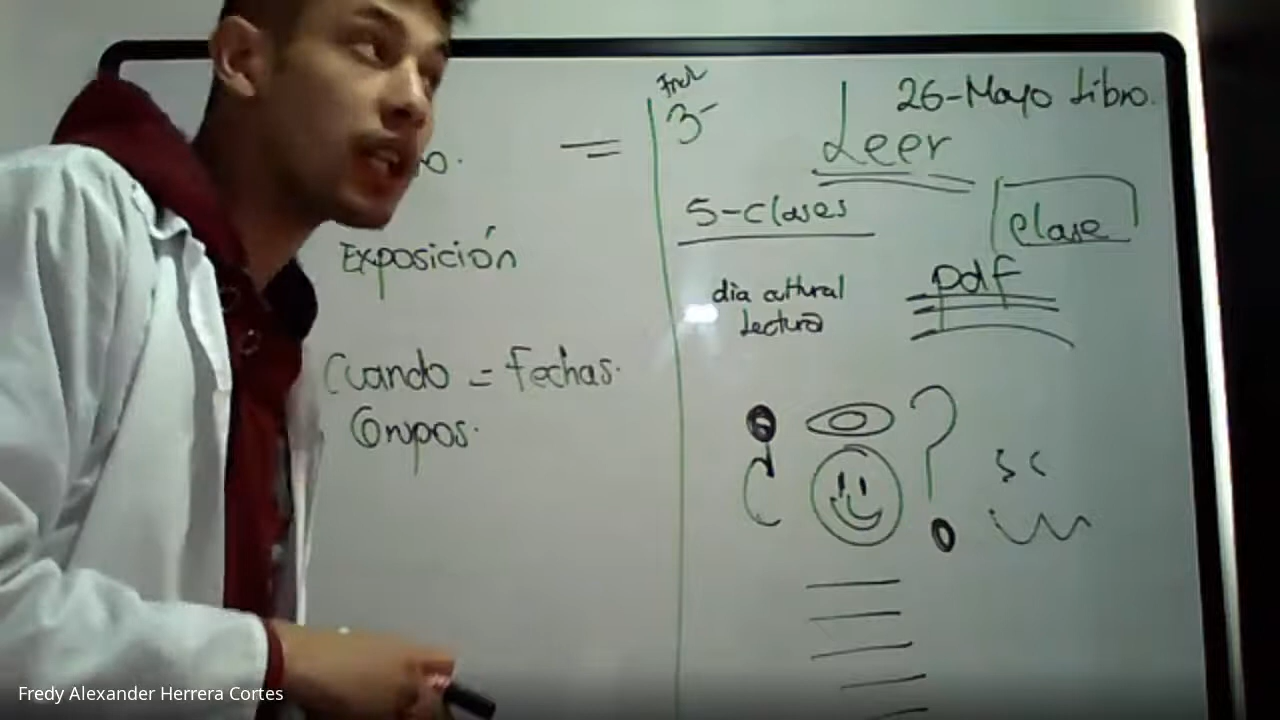 =
Exposición
Cuando = Fechas.
Grupos.
3-
26-Mayo Libro.
Leer
5-clases
clase
pdf
dia cultural
Lectura
¿ ?
Fredy Alexander Herrera Cortes